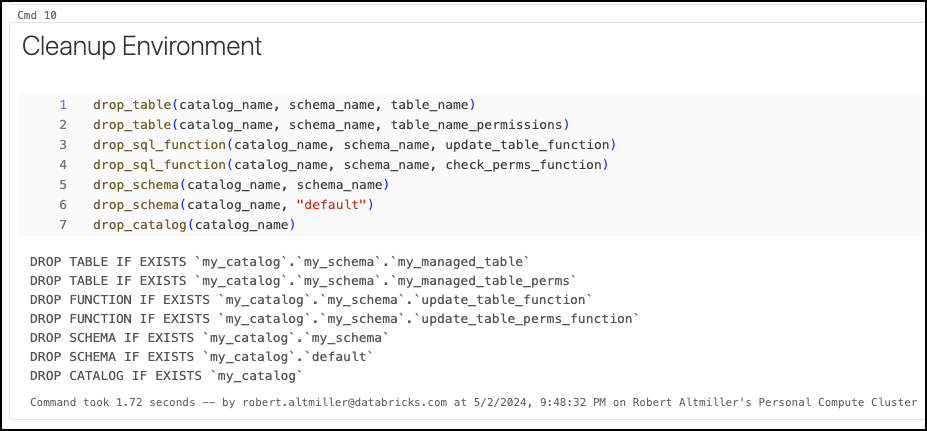 Cmd 10
Cleanup Environment
1 drop_table(catalog_name, schema_name, table_name)
2 drop_table(catalog_name, schema_name, table_name_permissions)
3 drop_sql_function(catalog_name, schema_name, update_table_function)
4 drop_sql_function(catalog_name, schema_name, check_perms_function)
5 drop_schema(catalog_name, schema_name)
6 drop_schema(catalog_name, "default")
7 drop_catalog(catalog_name)
DROP TABLE IF EXISTS `my_catalog`.`my_schema`.`my_managed_table`
DROP TABLE IF EXISTS `my_catalog`.`my_schema`.`my_managed_table_perms`
DROP FUNCTION IF EXISTS `my_catalog`.`my_schema`.`update_table_function`
DROP FUNCTION IF EXISTS `my_catalog`.`my_schema`.`update_table_perms_function`
DROP SCHEMA IF EXISTS `my_catalog`.`my_schema`
DROP SCHEMA IF EXISTS `my_catalog`.`default`
DROP CATALOG IF EXISTS `my_catalog`
Command took 1.72 seconds -- by robert.altmiller@databricks.com at 5/2/2024, 9:48:32 PM on Robert Altmiller's Personal Compute Cluster